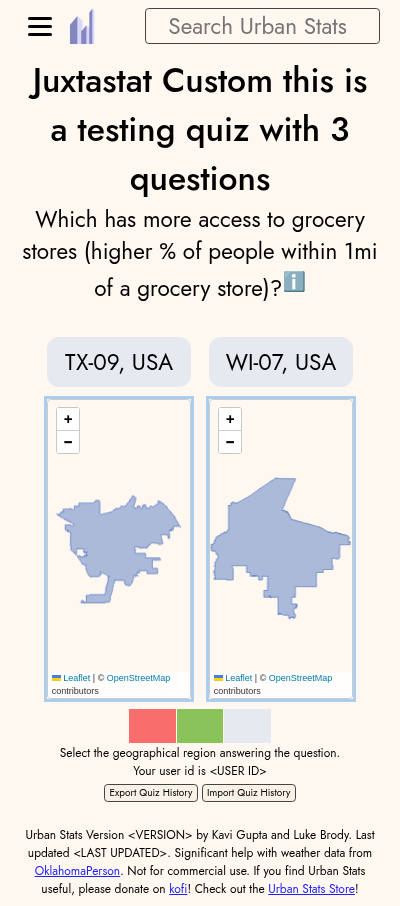 Search Urban Stats
Juxtastat Custom this is
a testing quiz with 3
questions
Which has more access to grocery
stores (higher % of people within 1mi
of a grocery store)?ℹ️
TX-09, USA
WI-07, USA
+
−
+
−
Leaflet | © OpenStreetMap
contributors
Leaflet | © OpenStreetMap
contributors
Select the geographical region answering the question.
Your user id is <USER ID>
Export Quiz History
Import Quiz History
Urban Stats Version <VERSION> by Kavi Gupta and Luke Brody. Last
updated <LAST UPDATED>. Significant help with weather data from
OklahomaPerson. Not for commercial use. If you find Urban Stats
useful, please donate on kofi! Check out the Urban Stats Store!